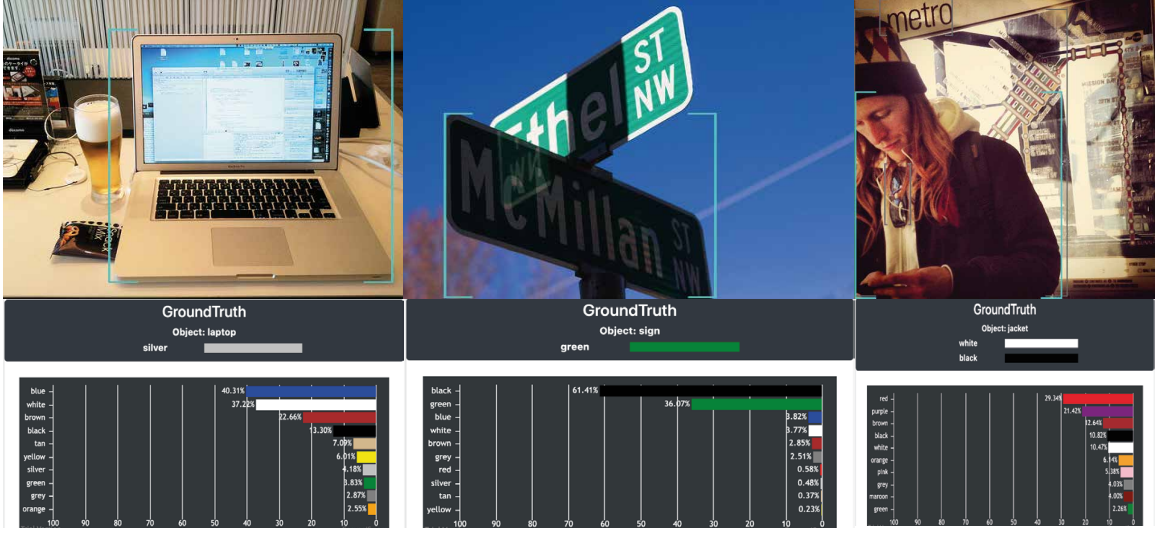 docomo
docomo
Snack
Mix
ST
NW
Ethel
McMillan
ST
NW
metro
GroundTruth
Object: laptop
silver
blue 40.31%
white 37.22%
brown 22.66%
black 13.30%
tan 7.09%
yellow 6.01%
silver 4.18%
green 3.83%
grey 2.87%
orange 2.55%
100 90 80 70 60 50 40 30 20 10 0
GroundTruth
Object: sign
green
black 61.41%
green 36.07%
blue 3.82%
white 3.77%
brown 2.85%
grey 2.51%
red 0.58%
silver 0.48%
tan 0.37%
yellow 0.23%
100 90 80 70 60 50 40 30 20 10 0
GroundTruth
Object: jacket
white
black
red 29.34%
purple 21.42%
brown 12.64%
black 10.82%
white 10.47%
orange 6.14%
pink 5.38%
grey 4.03%
maroon 4.00%
green 2.26%
100 90 80 70 60 50 40 30 20 10 0